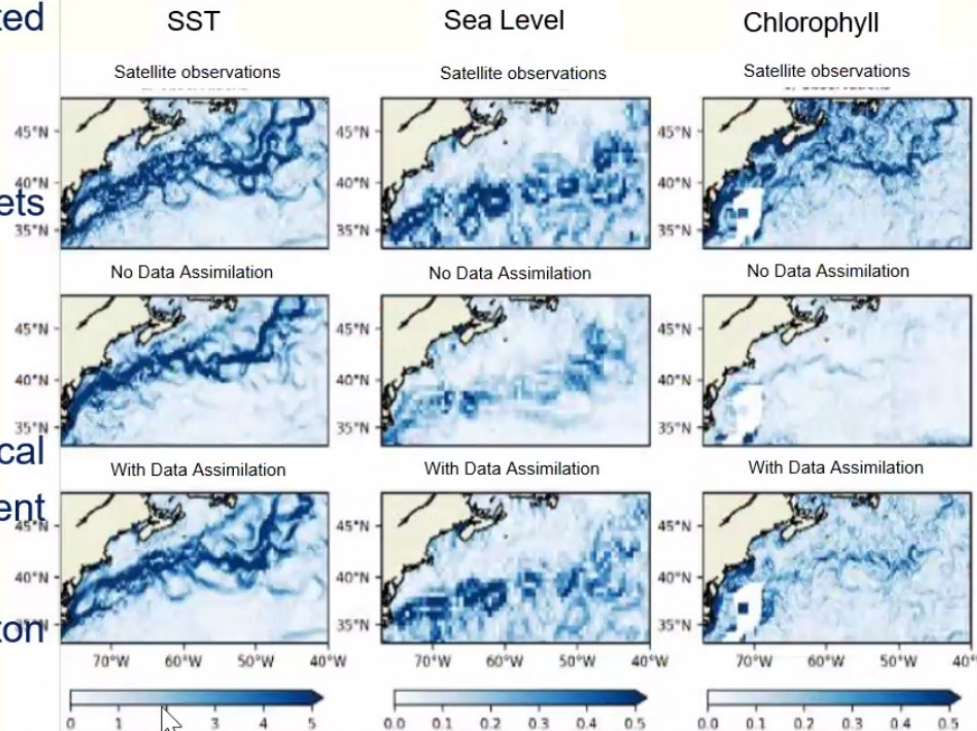 ted
SST
Sea Level
Chlorophyll
Satellite observations
Satellite observations
Satellite observations
45°N
40°N
35°N
45°N
40°N
35°N
45°N
40°N
35°N
ets
No Data Assimilation
No Data Assimilation
No Data Assimilation
45°N
40°N
35°N
45°N
40°N
35°N
45°N
40°N
35°N
cal
With Data Assimilation
With Data Assimilation
With Data Assimilation
ent
45°N
40°N
35°N
45°N
40°N
35°N
45°N
40°N
35°N
ton
70°W 60°W 50°W 40°W
70°W 60°W 50°W 40°W
70°W 60°W 50°W 40°
0 1 3 4 5
0.0 0.1 0.2 0.3 0.4 0.5
0.0 0.1 0.2 0.3 0.4 0.5